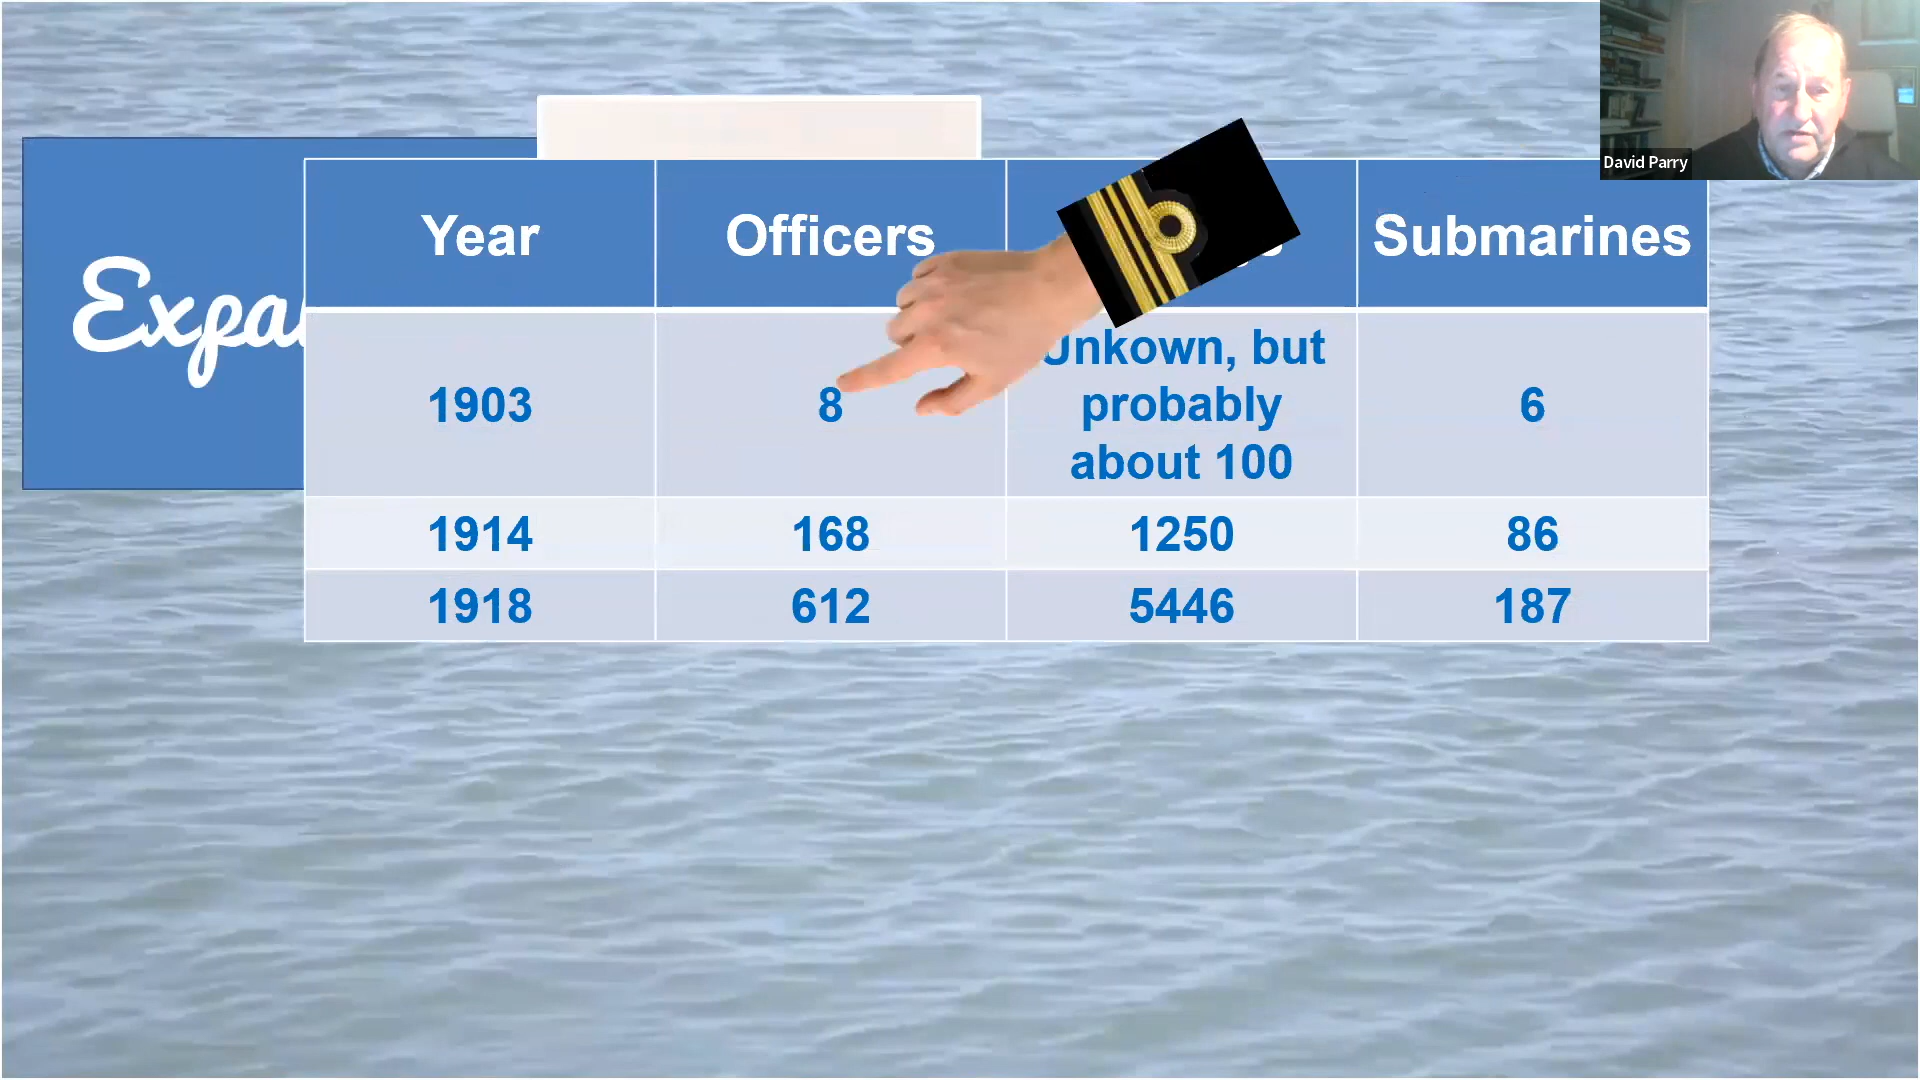 David Parry
Year Officers Submarines
Expa
1903 8 Unkown, but probably about 100 6
1914 168 1250 86
1918 612 5446 187